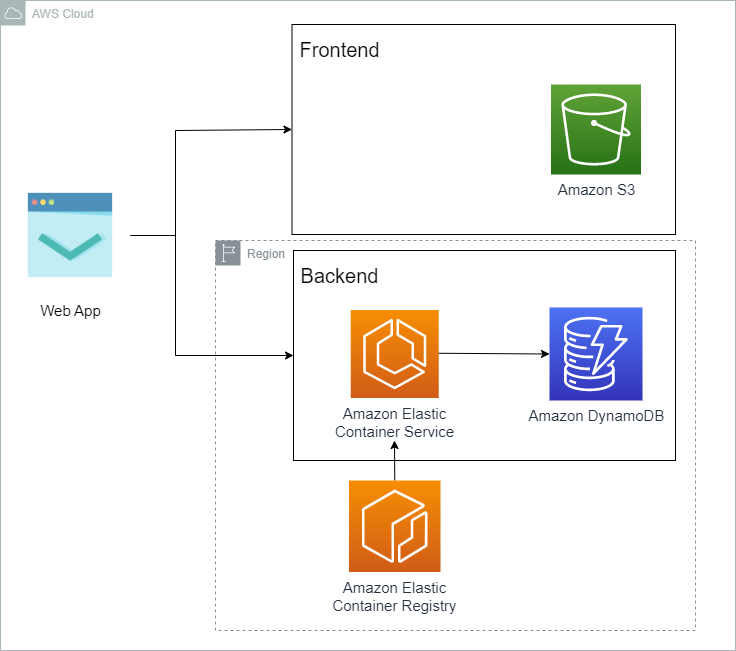 AWS Cloud
Frontend
Amazon S3
Web App
Region
Backend
Amazon Elastic
Container Service
Amazon DynamoDB
Amazon Elastic
Container Registry